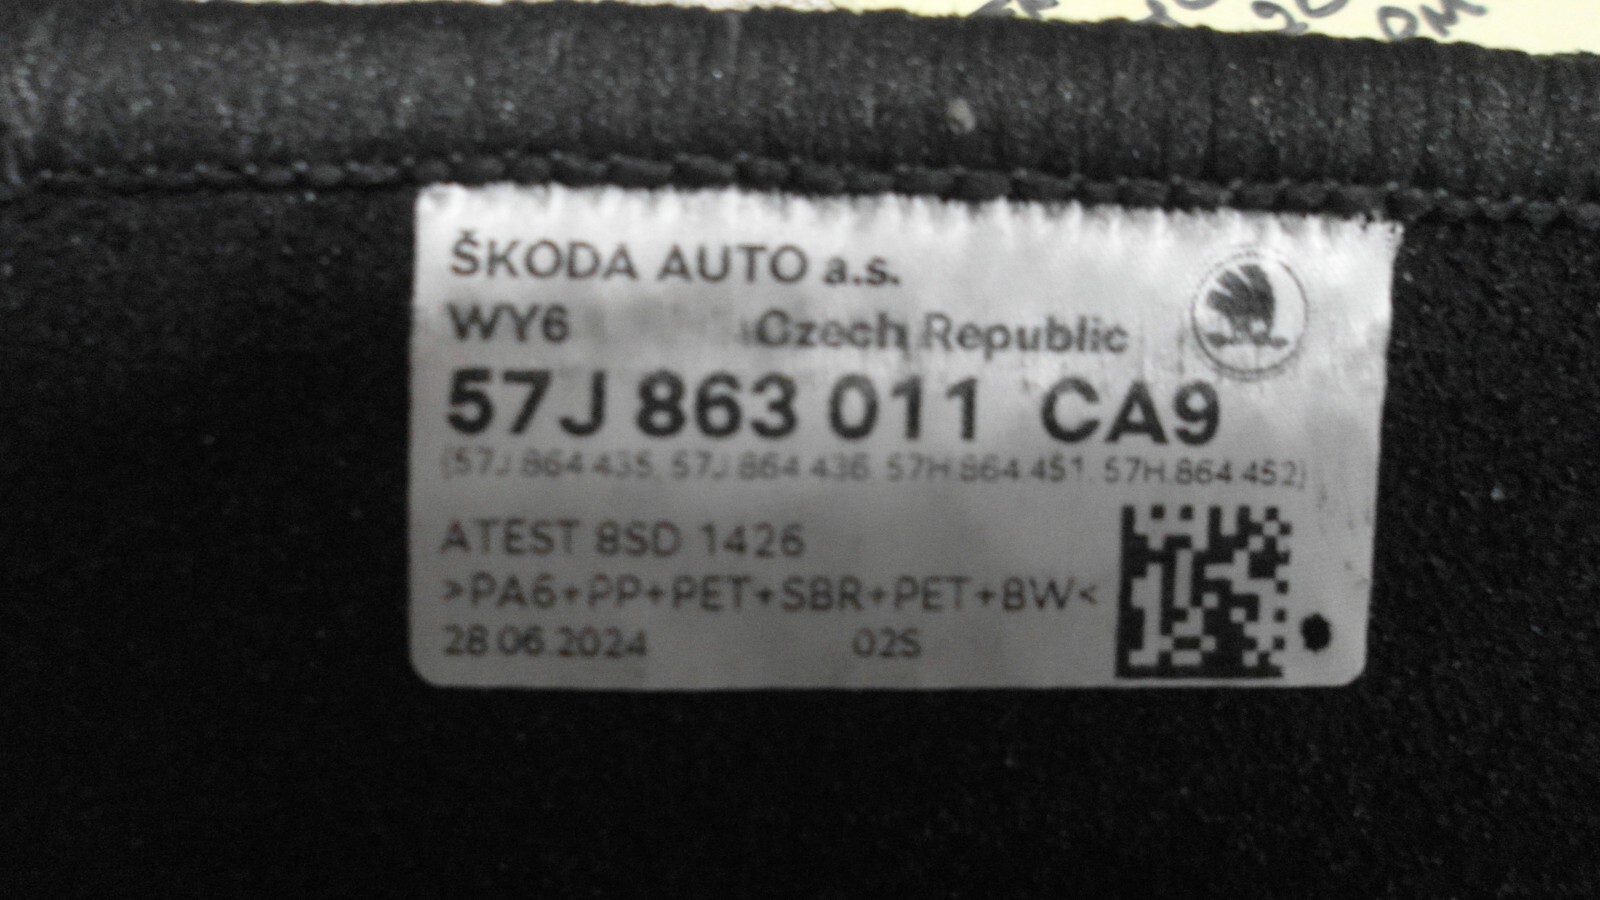 ŠKODA AUTO a.s.
WY6 Czech Republic
57J 863 011 CA9
(57J.864.435, 57J.864.436, 57H.864.451, 57H.864.452)
ATEST 8SD 1426
>PA6+PP+PET+SBR+PET+BW<
28.06.2024 02S